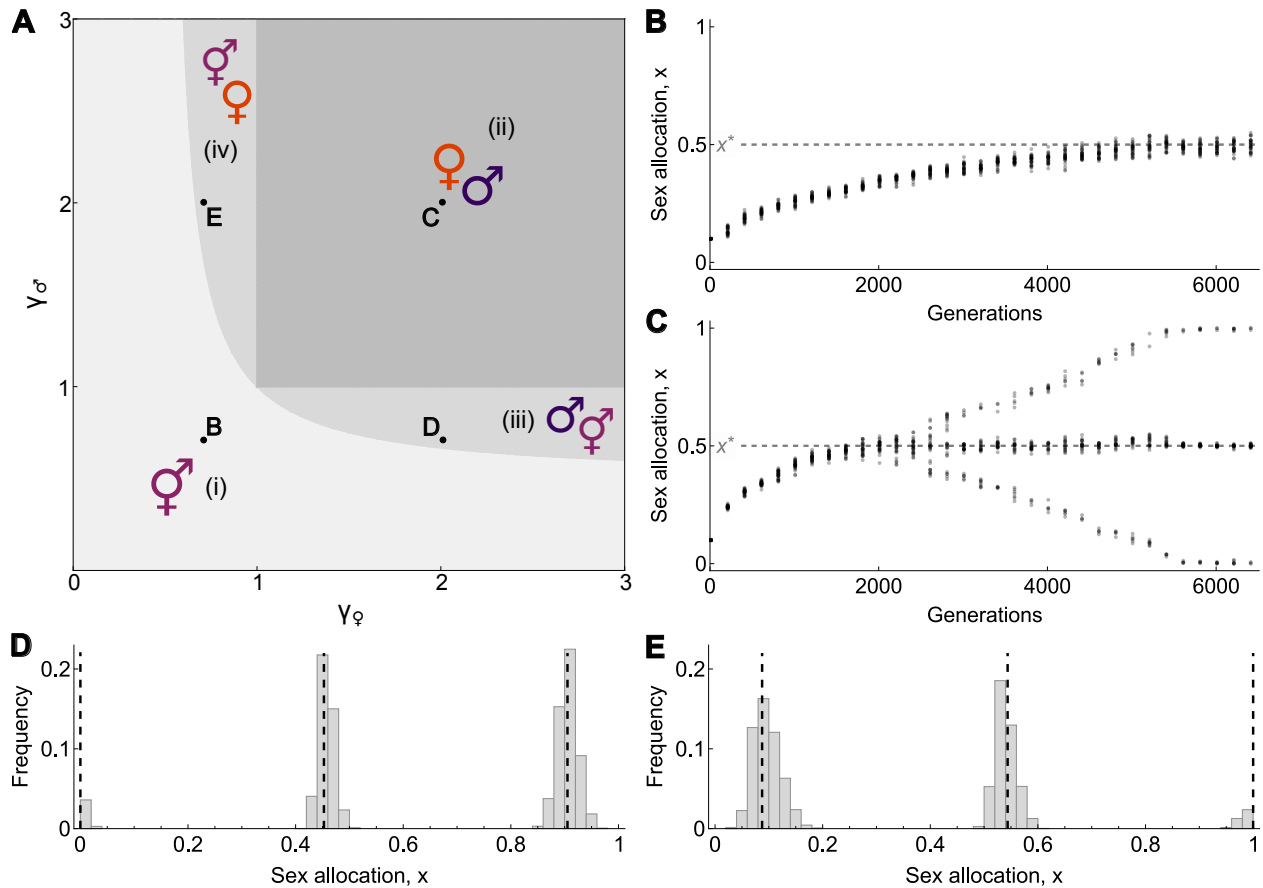 A
3
2
1
0
0
1
2
3
γ♂
γ♀
⚥ ♀
(iv)
E
(ii)
♀ ♂
C
B
⚥ (i)
D
(iii)
♂ ⚥
B
1
0.5
0
x*
Sex allocation, x
0 2000 4000 6000
Generations
C
1
0.5
0
x*
Sex allocation, x
0 2000 4000 6000
Generations
D
0.2
0.1
0
Frequency
0 0.2 0.4 0.6 0.8 1
Sex allocation, x
E
0.2
0.1
0
Frequency
0 0.2 0.4 0.6 0.8 1
Sex allocation, x